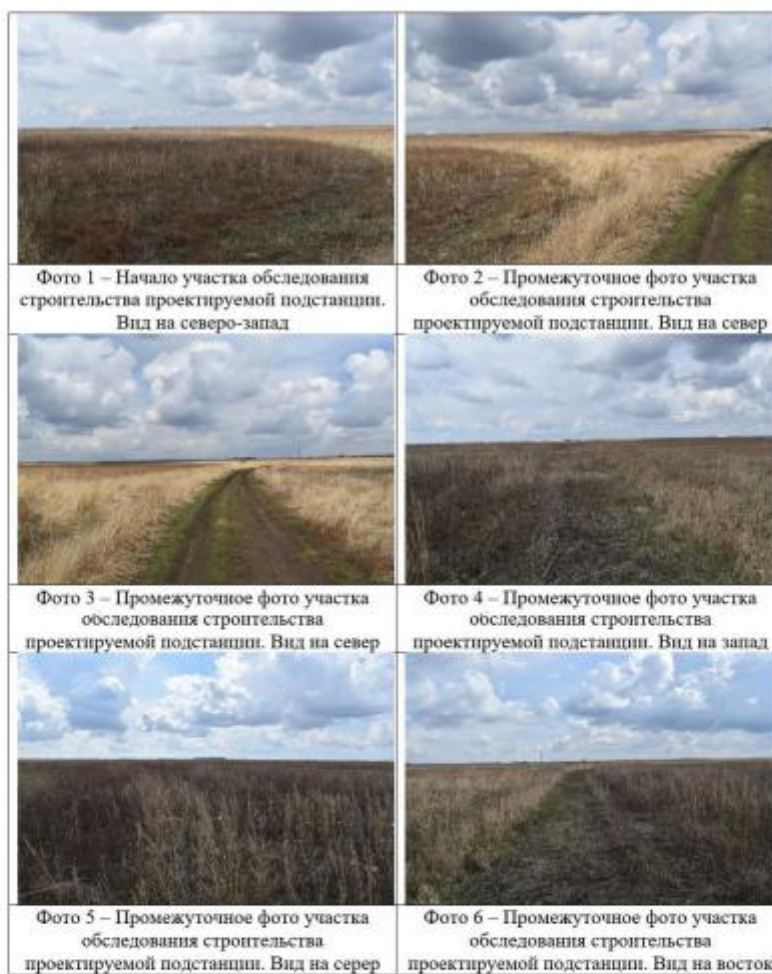 Фото 1 – Начало участка обследования
строительства проектируемой подстанции.
Вид на северо-запад
Фото 2 – Промежуточное фото участка
обследования строительства
проектируемой подстанции. Вид на север
Фото 3 – Промежуточное фото участка
обследования строительства
проектируемой подстанции. Вид на север
Фото 4 – Промежуточное фото участка
обследования строительства
проектируемой подстанции. Вид на запад
Фото 5 – Промежуточное фото участка
обследования строительства
проектируемой подстанции. Вид на серер
Фото 6 – Промежуточное фото участка
обследования строительства
проектируемой подстанции. Вид на восток